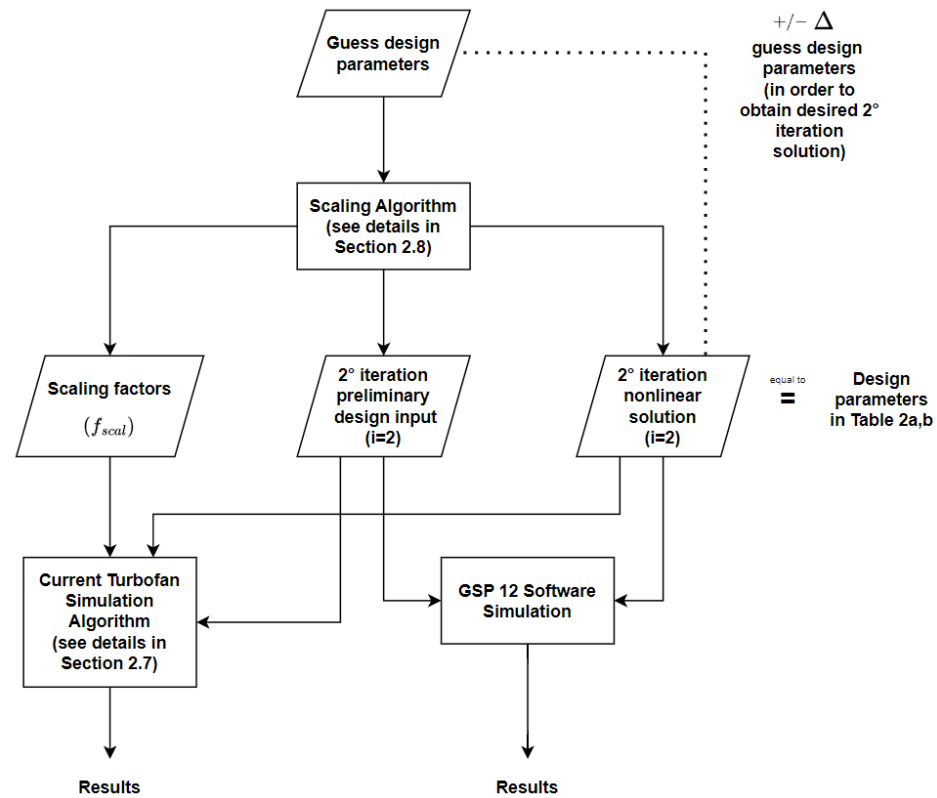 Guess design
parameters
+/− Δ
guess design
parameters
(in order to
obtain desired 2°
iteration
solution)
Scaling Algorithm
(see details in
Section 2.8)
Scaling factors
(f_scal)
2° iteration
preliminary
design input
(i=2)
2° iteration
nonlinear
solution
(i=2)
equal to
=
Design
parameters
in Table 2a,b
Current Turbofan
Simulation
Algorithm
(see details in
Section 2.7)
GSP 12 Software
Simulation
Results
Results